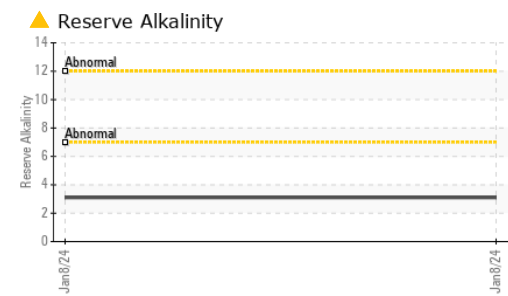 Reserve Alkalinity
14
Abnormal
12
10
Reserve Alkalinity
Abnormal
8
6
4
2
0
Jan8/24
Jan8/24